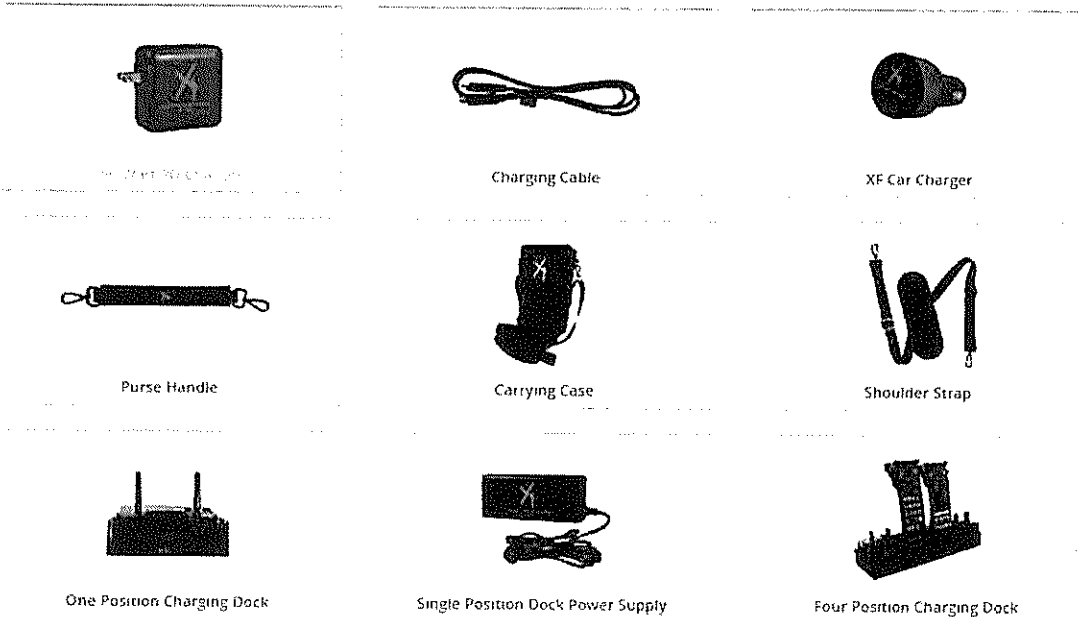 Charging Cable
XF Car Charger
Purse Handle
Carrying Case
Shoulder Strap
One Position Charging Dock
Single Position Dock Power Supply
Four Position Charging Dock